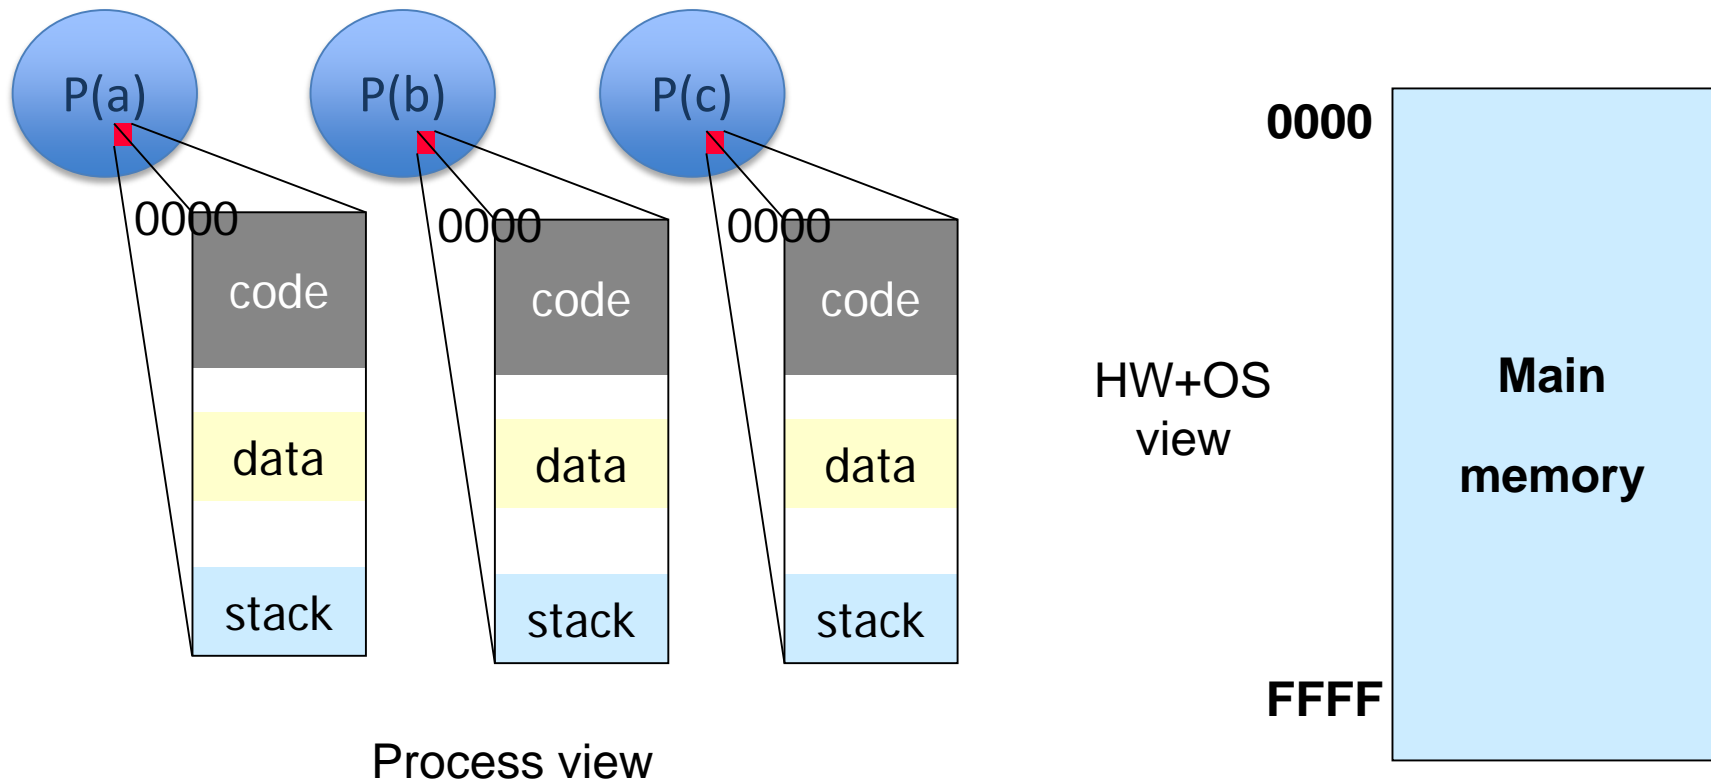 P(a)
P(b)
P(c)
0000
code
data
stack
0000
code
data
stack
0000
code
data
stack
Process view
HW+OS
view
0000
Main
memory
FFFF